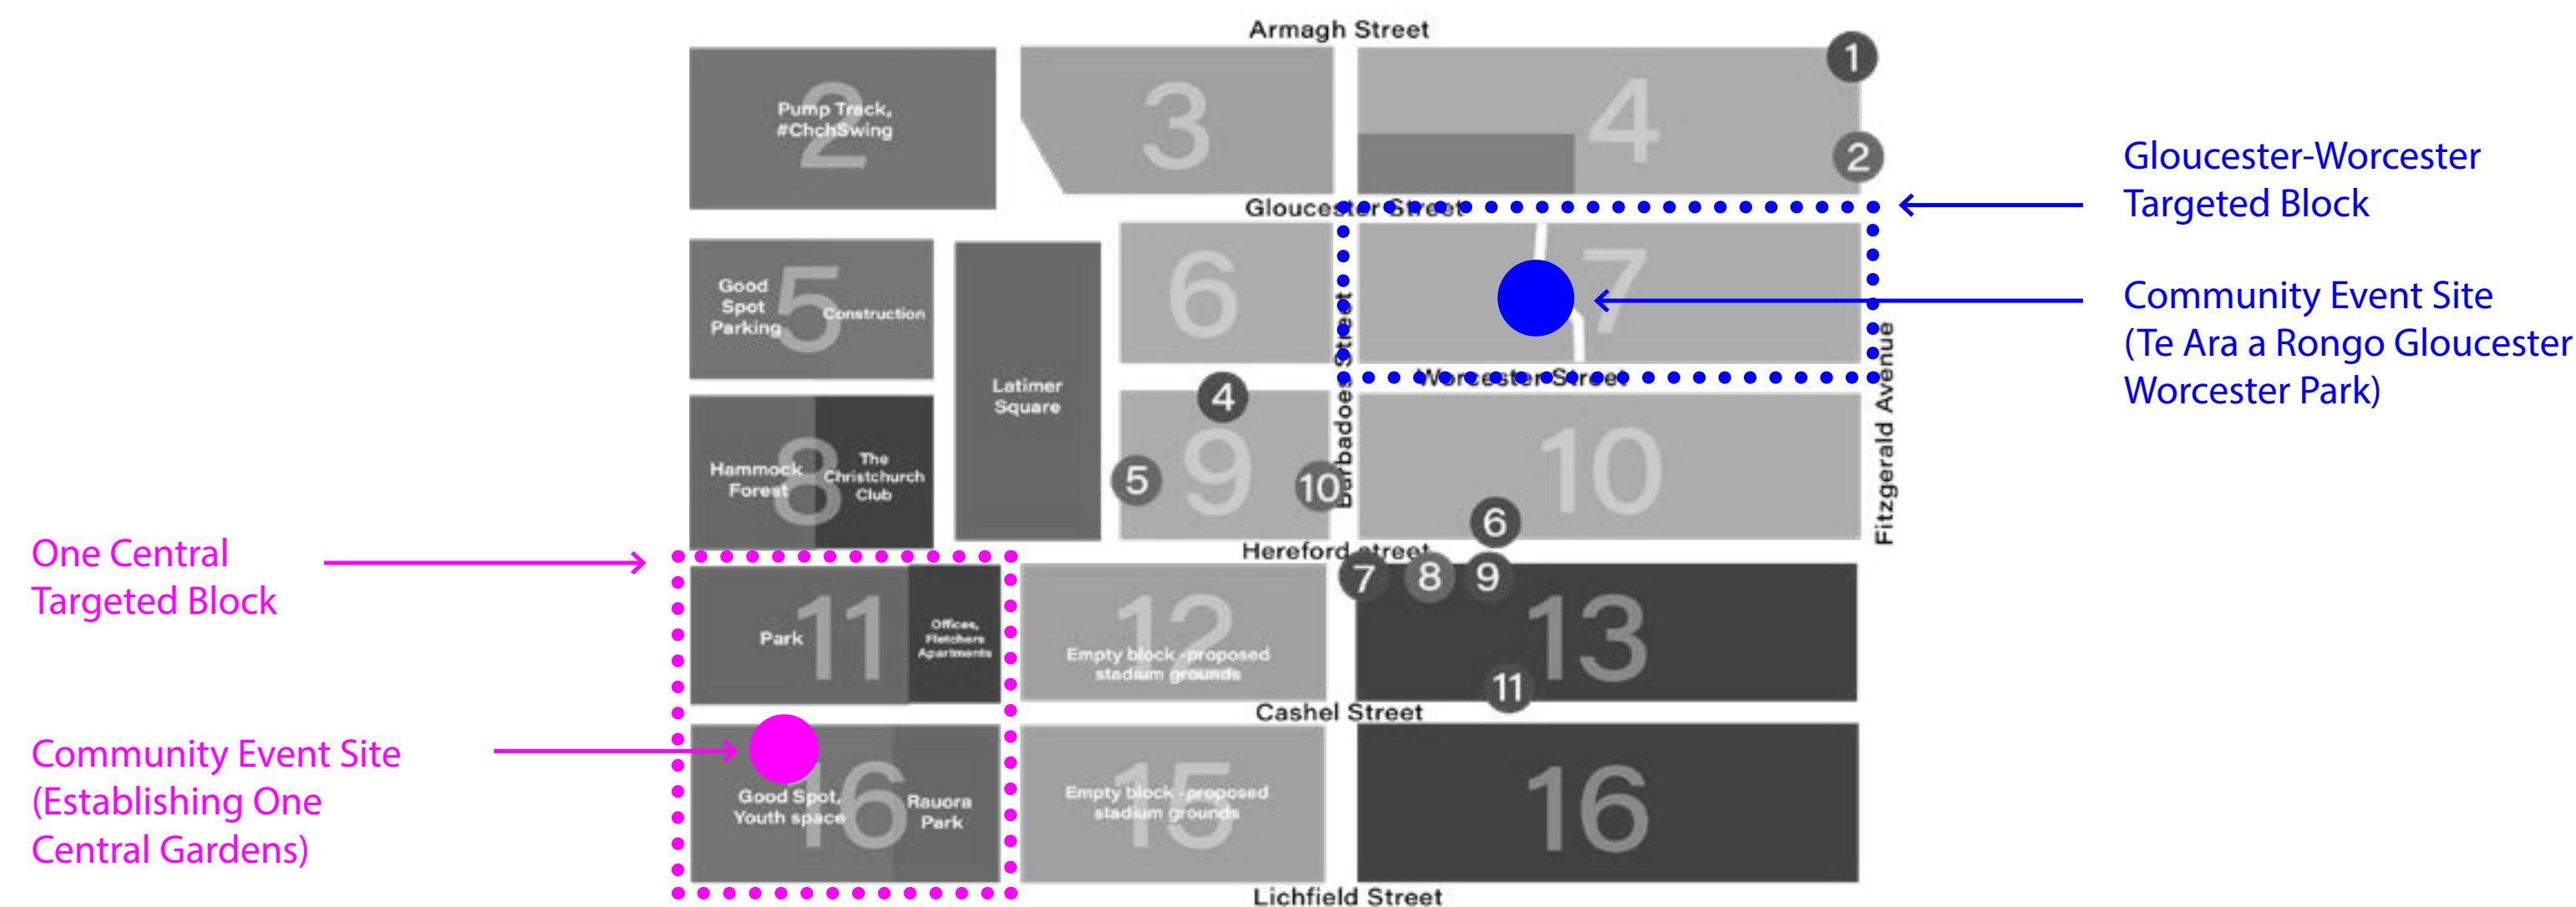 Armagh Street
1
2
Pump Track,
#ChchSwing
3
4
2
Gloucester-Worcester
Targeted Block
Gloucester Street
Good
Spot
Parking
5
Construction
6
7
Community Event Site
(Te Ara a Rongo Gloucester
Worcester Park)
Latimer
Square
Barbadoes Street
Worcester Street
Fitzgerald Avenue
Hammock
Forest
8
The
Christchurch
Club
4
5
9
10
10
6
One Central
Targeted Block
Hereford street
7
8
9
Park
11
Offices,
Fletchers
Apartments
12
Empty block -proposed
stadium grounds
13
11
Cashel Street
Community Event Site
(Establishing One
Central Gardens)
Good Spot,
Youth space
16
Rauora
Park
Empty block -proposed
stadium grounds
15
16
Lichfield Street